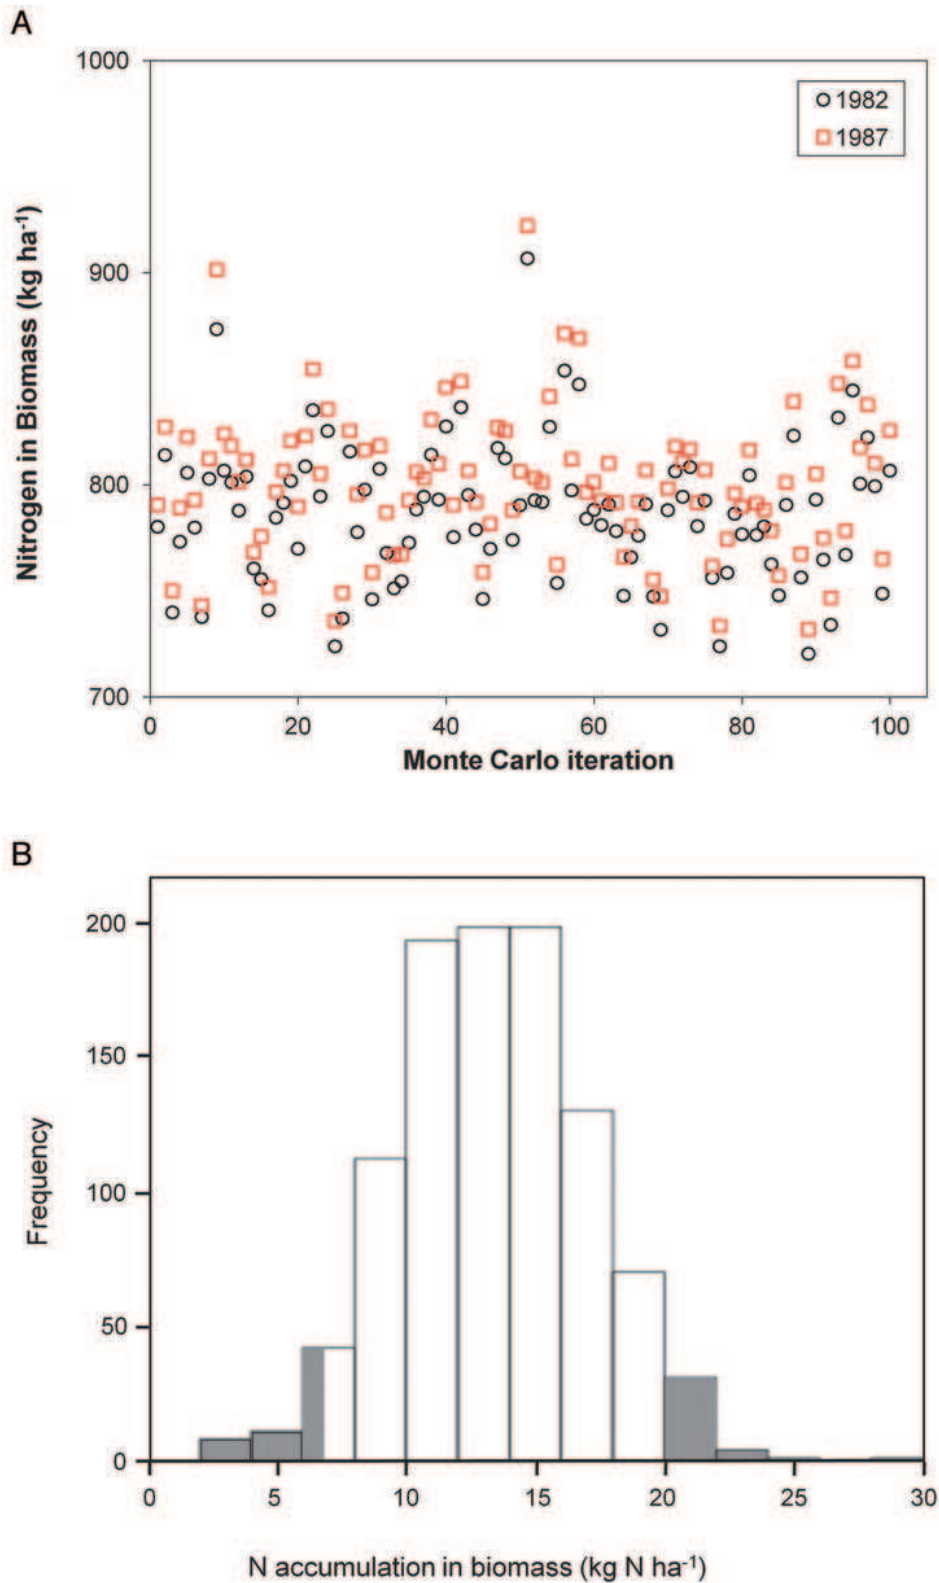 A
1000
1982
1987
900
800
700
Nitrogen in Biomass (kg ha⁻¹)
0 20 40 60 80 100
Monte Carlo iteration
B
200
150
100
50
0
Frequency
0 5 10 15 20 25 30
N accumulation in biomass (kg N ha⁻¹)